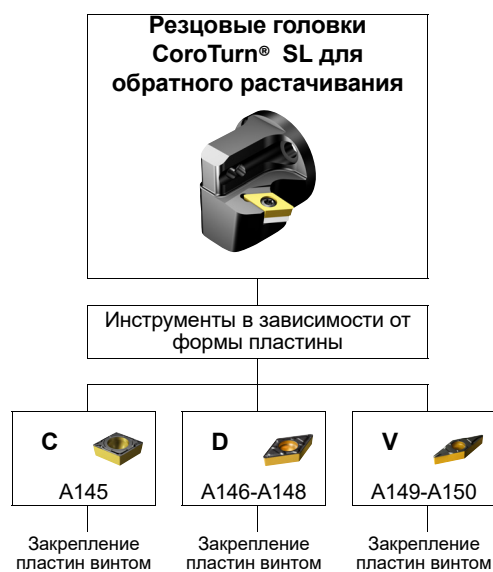 Резцовые головки
CoroTurn® SL для
обратного растачивания
Инструменты в зависимости от
формы пластины
C
A145
D
A146-A148
V
A149-A150
Закрепление
пластин винтом
Закрепление
пластин винтом
Закрепление
пластин винтом